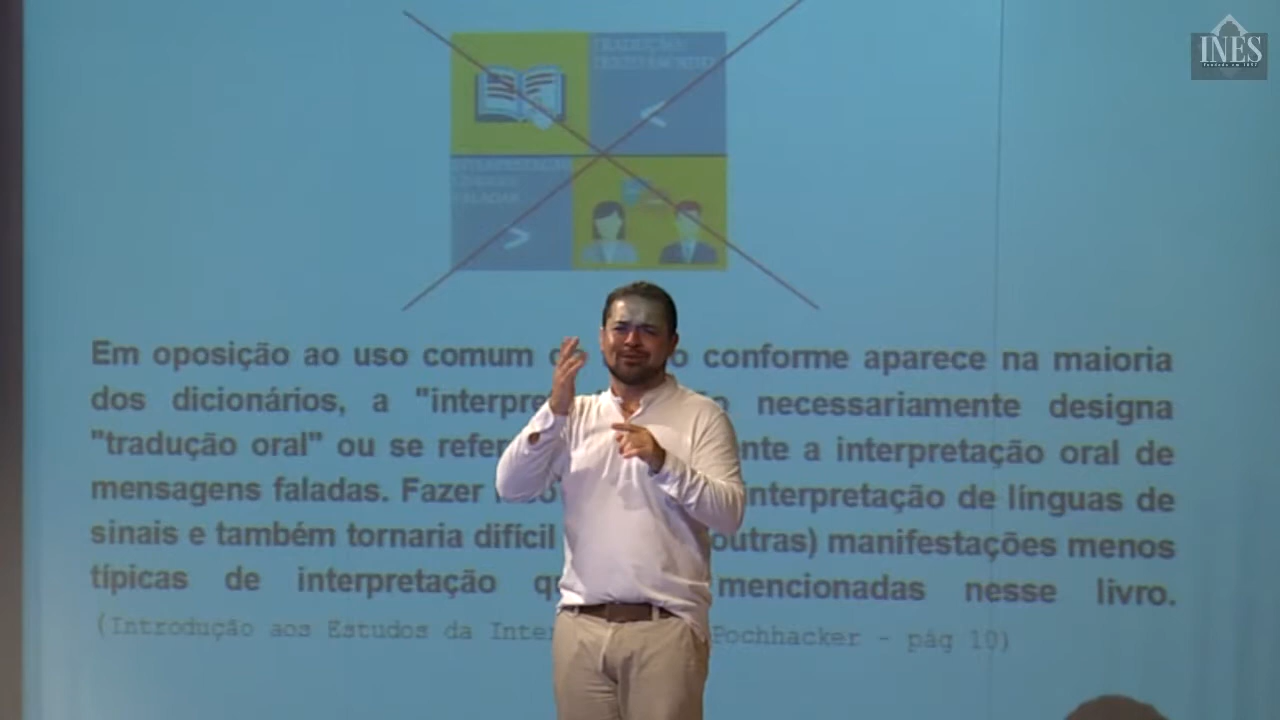 INES
TRADUÇÃO:
Em oposição ao uso comum conforme aparece na maioria
dos dicionários, a "interpre necessariamente designa
"tradução oral" ou se refer nte a interpretação oral de
mensagens faladas. Fazer interpretação de línguas de
sinais e também tornaria difícil outras) manifestações menos
típicas de interpretação mencionadas nesse livro.
(Introdução aos Estudos da Inter Pochhacker - pág 10)